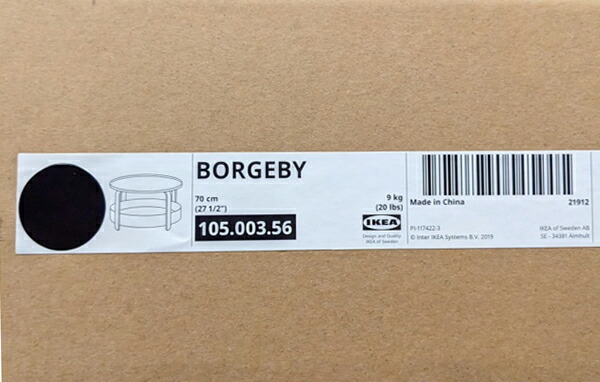 BORGEBY
70 cm
(27 1/2")
105.003.56
9 kg
(20 lbs)
IKEA
Design and Quality
IKEA of Sweden
Made in China
21912
PI-117422-3
© Inter IKEA Systems B.V. 2019
IKEA of Sweden AB
SE - 34381 Älmhult